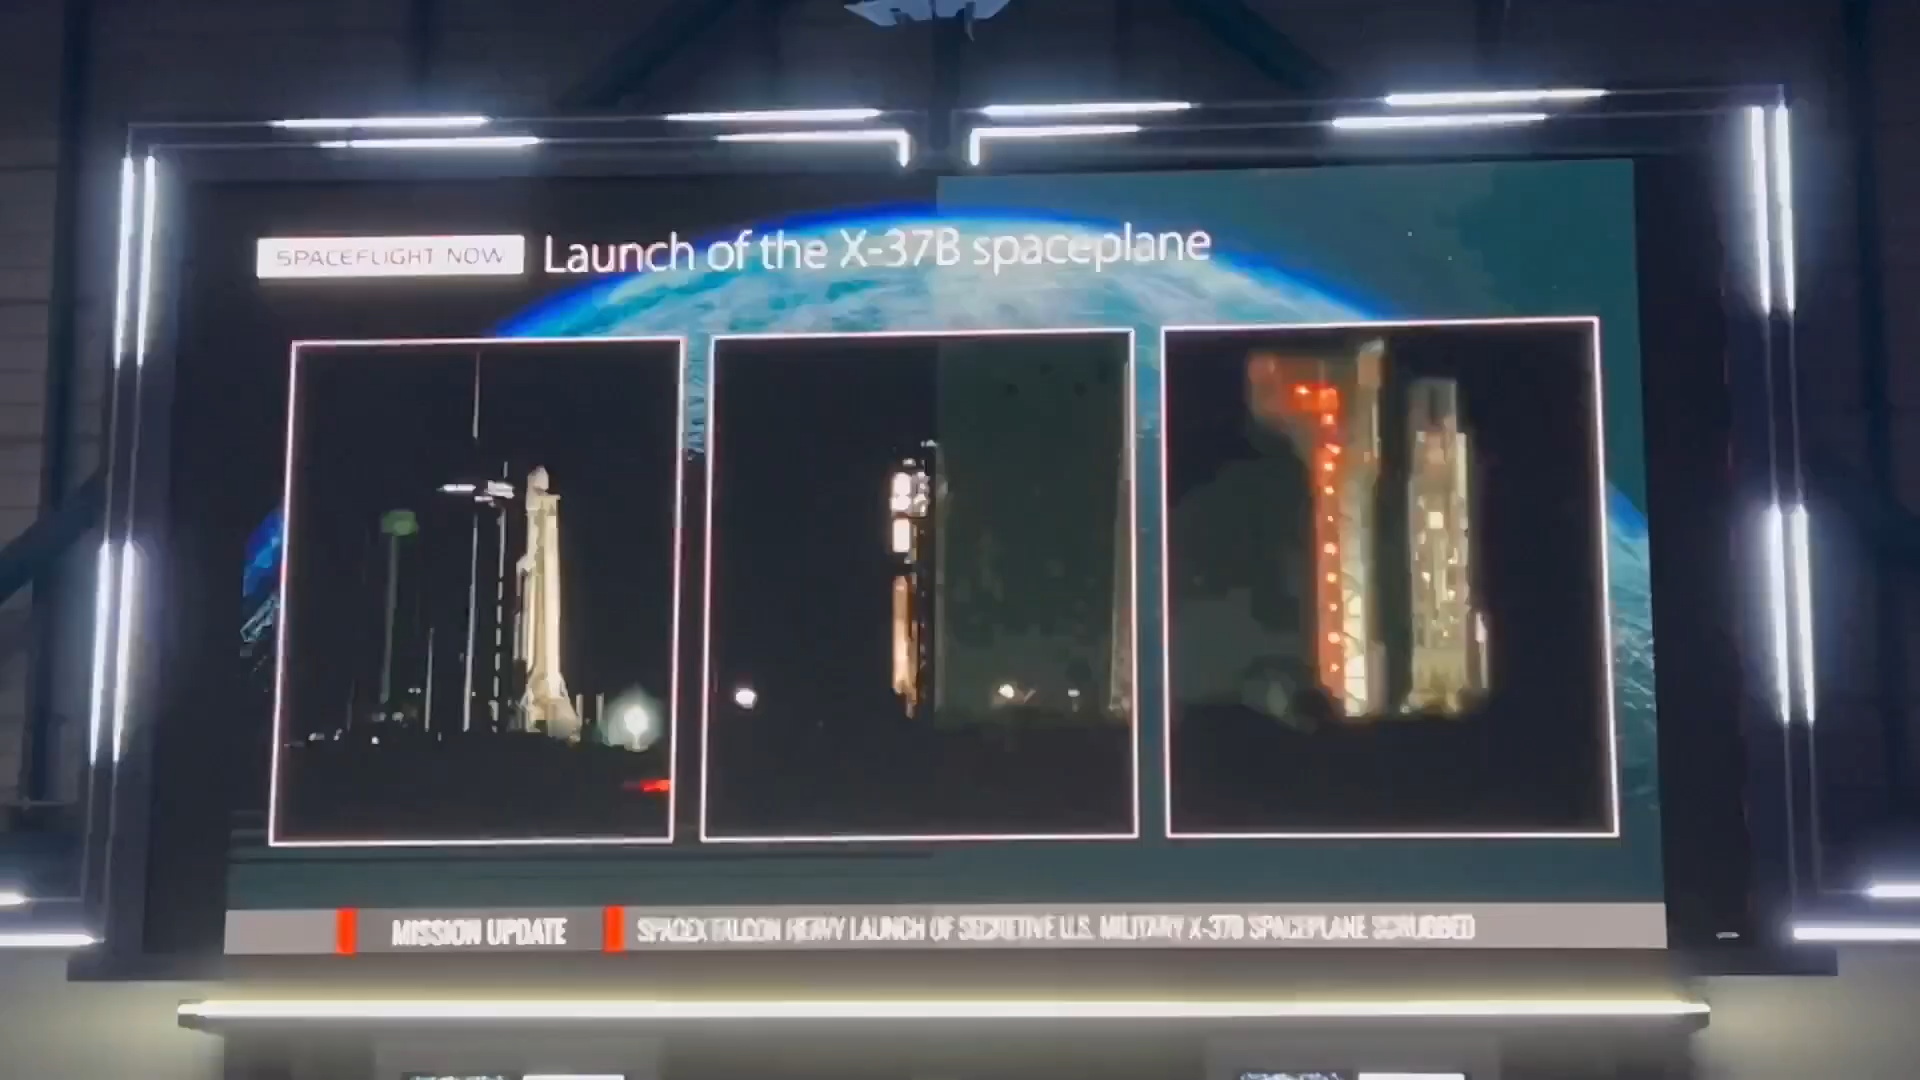 SPACEFLIGHT NOW
Launch of the X-37B spaceplane
MISSION UPDATE
SPACEX FALCON HEAVY LAUNCH OF SECRETIVE U.S. MILITARY X-37B SPACEPLANE SCRUBBED